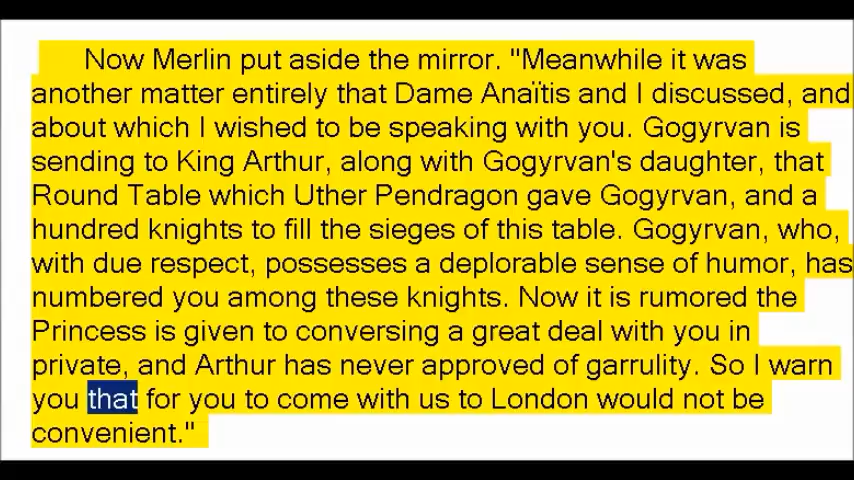 Now Merlin put aside the mirror. "Meanwhile it was
another matter entirely that Dame Anaïtis and I discussed, and
about which I wished to be speaking with you. Gogyrvan is
sending to King Arthur, along with Gogyrvan's daughter, that
Round Table which Uther Pendragon gave Gogyrvan, and a
hundred knights to fill the sieges of this table. Gogyrvan, who,
with due respect, possesses a deplorable sense of humor, has
numbered you among these knights. Now it is rumored the
Princess is given to conversing a great deal with you in
private, and Arthur has never approved of garrulity. So I warn
you that for you to come with us to London would not be
convenient."